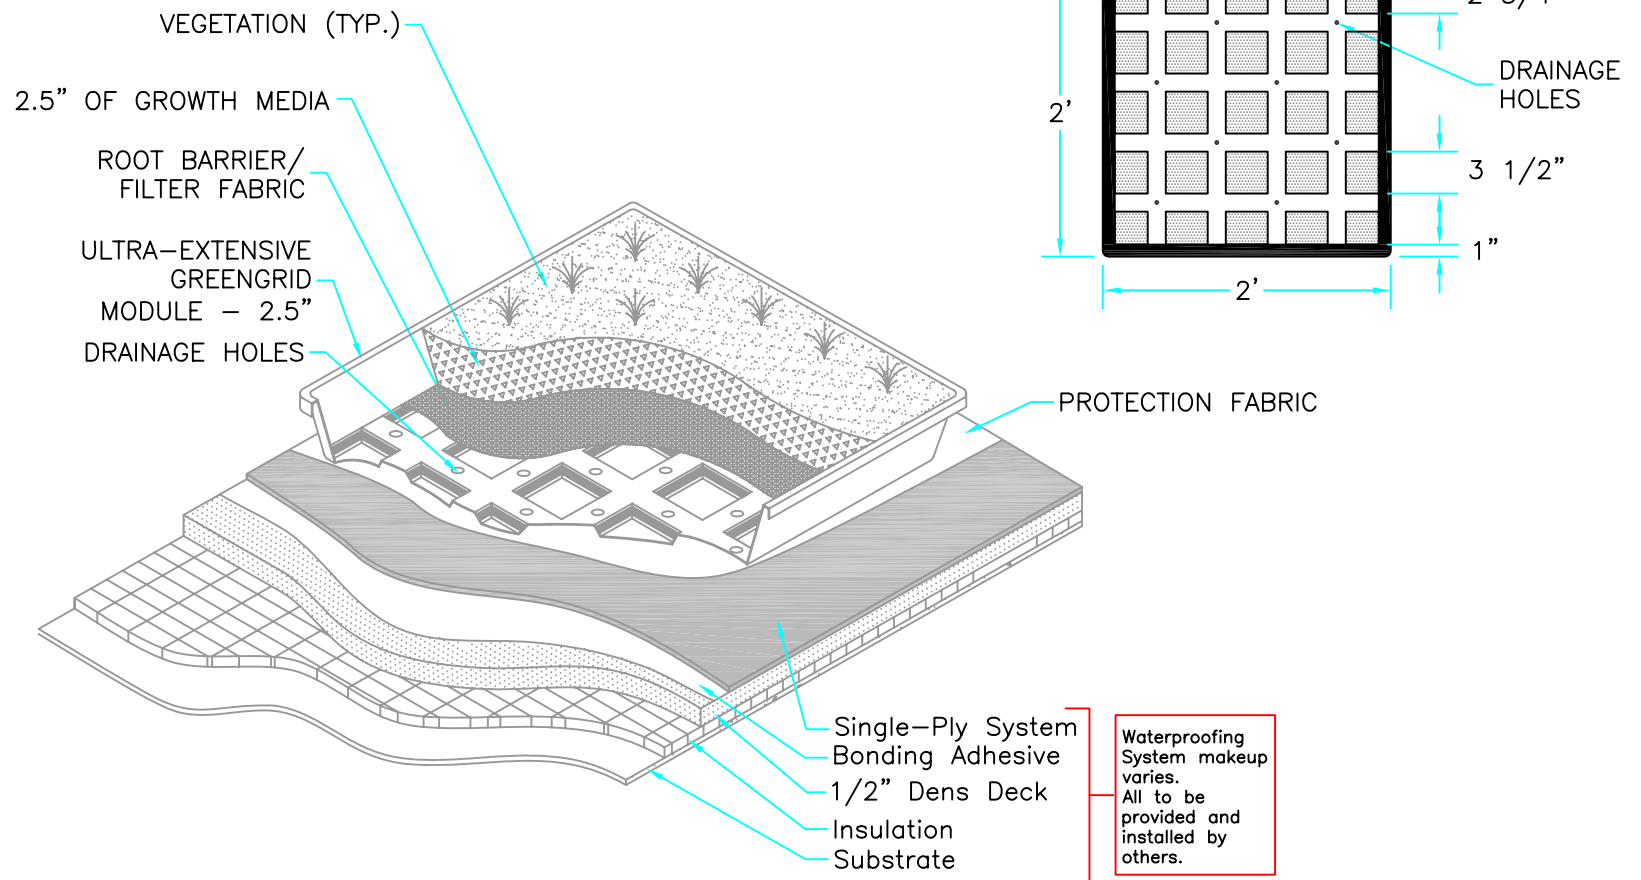 VEGETATION (TYP.)
2.5" OF GROWTH MEDIA
ROOT BARRIER/
FILTER FABRIC
ULTRA-EXTENSIVE
GREENGRID
MODULE - 2.5"
DRAINAGE HOLES
2'
DRAINAGE
HOLES
3 1/2"
1"
2'
PROTECTION FABRIC
Single-Ply System
Bonding Adhesive
1/2" Dens Deck
Insulation
Substrate
Waterproofing
System makeup
varies.
All to be
provided and
installed by
others.